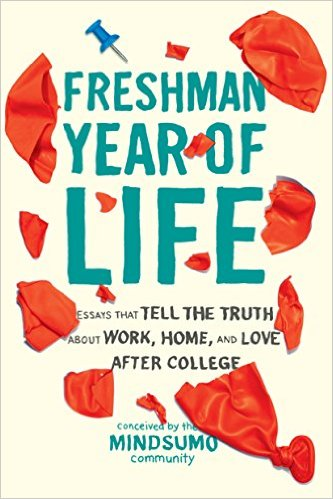 FRESHMAN
YEAR OF
LIFE
ESSAYS THAT TELL THE TRUTH
ABOUT WORK, HOME, AND LOVE
AFTER COLLEGE
conceived by the
MINDSUMO
community